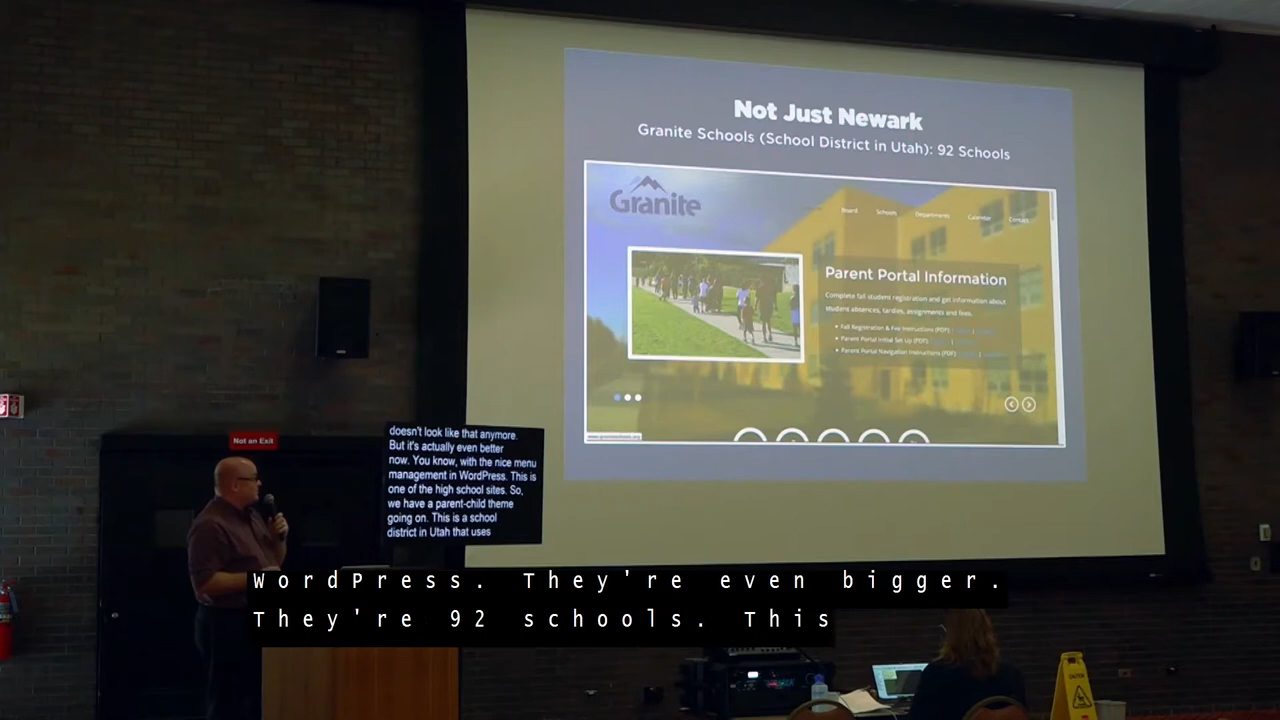 Not Just Newark
Granite Schools (School District in Utah): 92 Schools
Granite
Board Schools Departments Calendar Contact
Parent Portal Information
Complete fall student registration and get information about
student absences, tardies, assignments and fees.
• Fall Registration & Fee Instructions (PDF)
• Parent Portal Initial Set Up (PDF)
• Parent Portal Navigation Instructions (PDF)
Not an Exit
doesn't look like that anymore.
But it's actually even better
now. You know, with the nice menu
management in WordPress. This is
one of the high school sites. So,
we have a parent-child theme
going on. This is a school
district in Utah that uses
WordPress. They're even bigger.
They're 92 schools. This
CAUTION